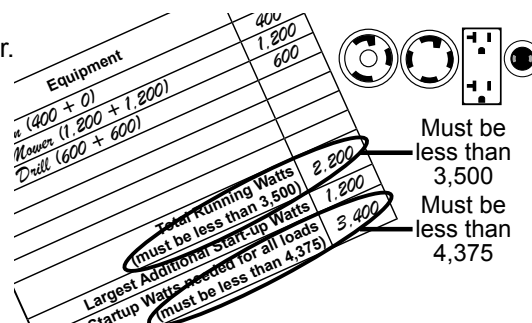 r.
400
Equipment 1,200
n (400 + 0) 600
Mower (1,200 + 1,200)
Drill (600 + 600)
Total Running Watts 2,200
(must be less than 3,500)
Largest Additional Start-up Watts 1,200
Startup Watts needed for all loads 3,400
(must be less than 4,375)
Must be
less than
3,500
Must be
less than
4,375